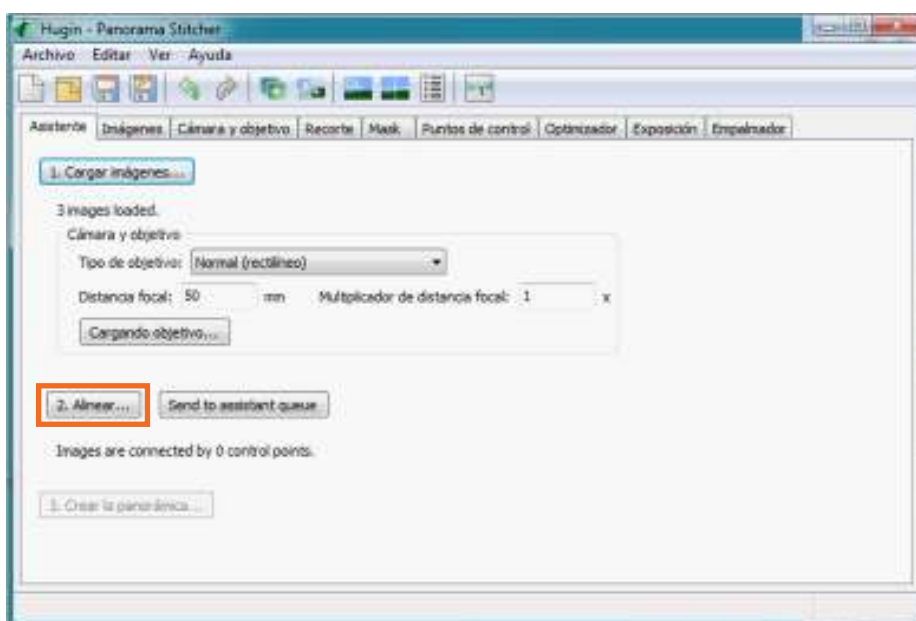 Hugin - Panorama Stitcher
Archivo Editar Ver Ayuda
Asistente Imágenes Cámara y objetivo Recorte Mask Puntos de control Optimizador Exposición Empalmador
1. Cargar imágenes...
3 images loaded.
Cámara y objetivo
Tipo de objetivo: Normal (rectilíneo)
Distancia focal: 50 mm Multiplicador de distancia focal: 1 x
Cargando objetivo...
2. Alinear... Send to assistant queue
Images are connected by 0 control points.
3. Crear la panorámica...